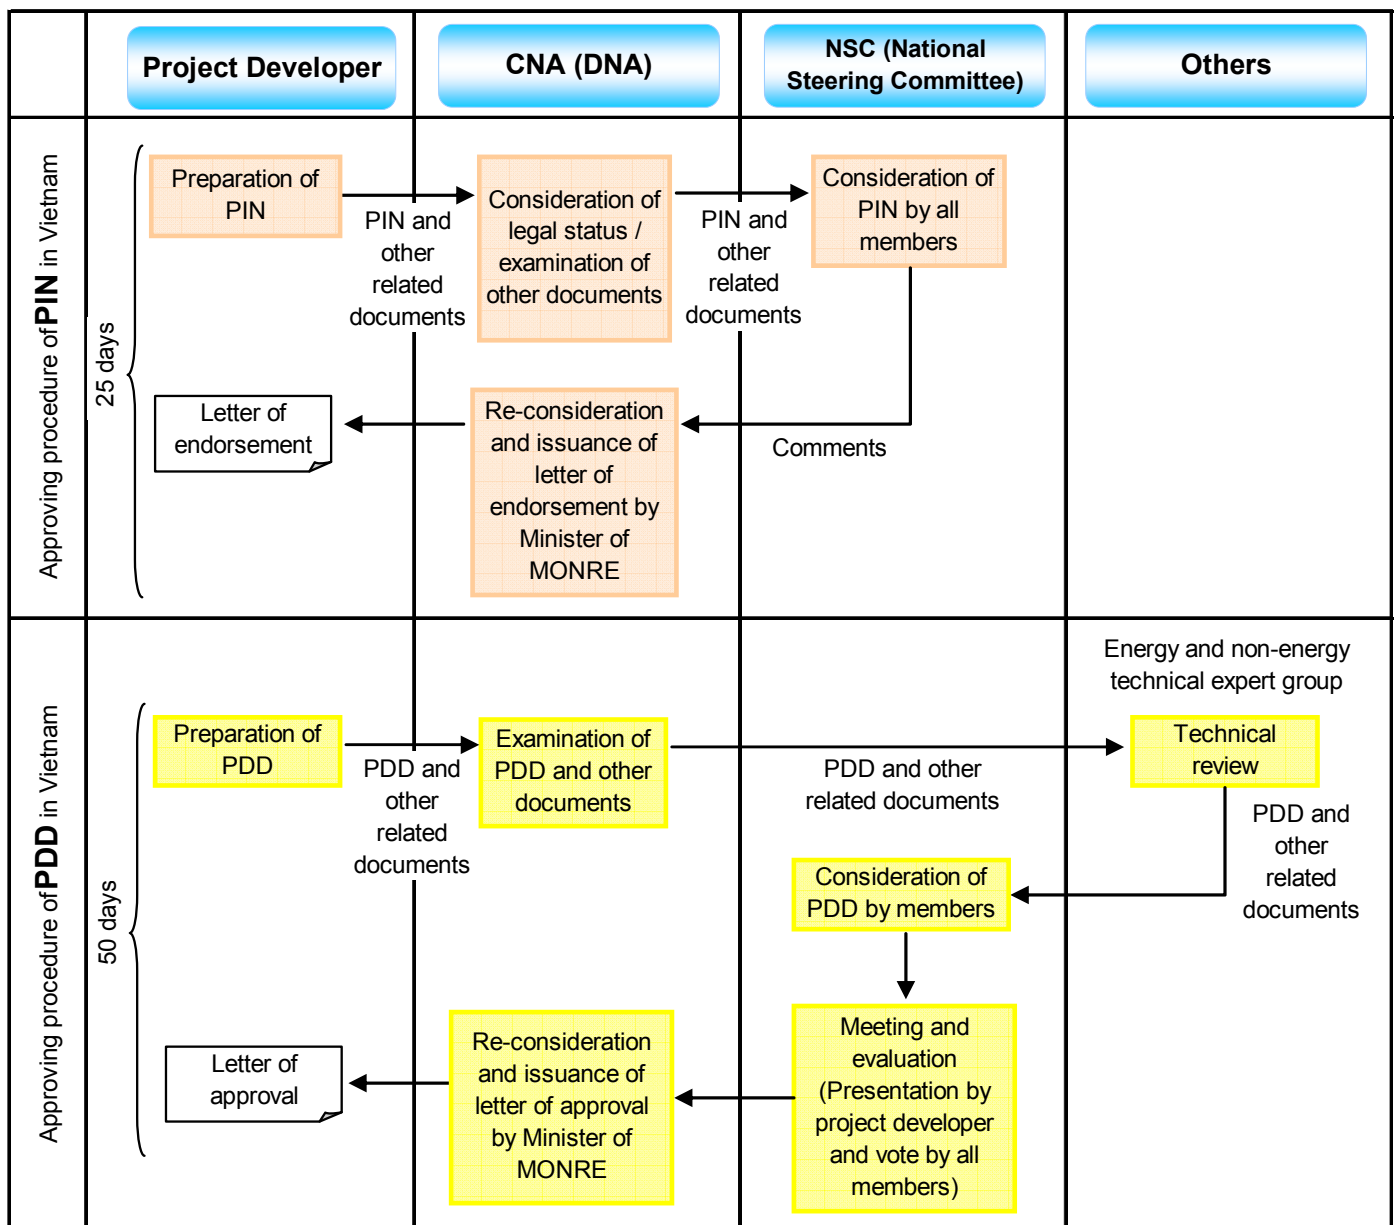 Project Developer
CNA (DNA)
NSC (National
Steering Committee)
Others
Approving procedure of PIN in Vietnam
25 days
Preparation of
PIN
PIN and
other
related
documents
Consideration of
legal status /
examination of
other documents
PIN and
other
related
documents
Consideration of
PIN by all
members
Comments
Re-consideration
and issuance of
letter of
endorsement by
Minister of
MONRE
Letter of
endorsement
Approving procedure of PDD in Vietnam
50 days
Preparation of
PDD
PDD and
other
related
documents
Examination of
PDD and other
documents
PDD and other
related documents
Energy and non-energy
technical expert group
Technical
review
PDD and
other
related
documents
Consideration of
PDD by members
Meeting and
evaluation
(Presentation by
project developer
and vote by all
members)
Re-consideration
and issuance of
letter of approval
by Minister of
MONRE
Letter of
approval